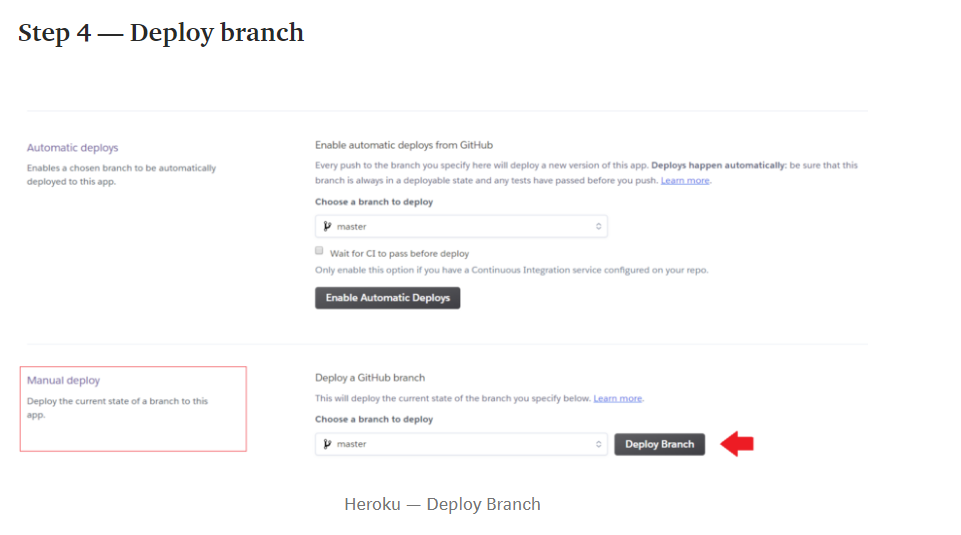 Step 4 — Deploy branch
Automatic deploys
Enables a chosen branch to be automatically
deployed to this app.
Enable automatic deploys from GitHub
Every push to the branch you specify here will deploy a new version of this app. Deploys happen automatically: be sure that this
branch is always in a deployable state and any tests have passed before you push. Learn more.
Choose a branch to deploy
master
Wait for CI to pass before deploy
Only enable this option if you have a Continuous Integration service configured on your repo.
Enable Automatic Deploys
Manual deploy
Deploy the current state of a branch to this
app.
Deploy a GitHub branch
This will deploy the current state of the branch you specify below. Learn more.
Choose a branch to deploy
master
Deploy Branch
Heroku — Deploy Branch